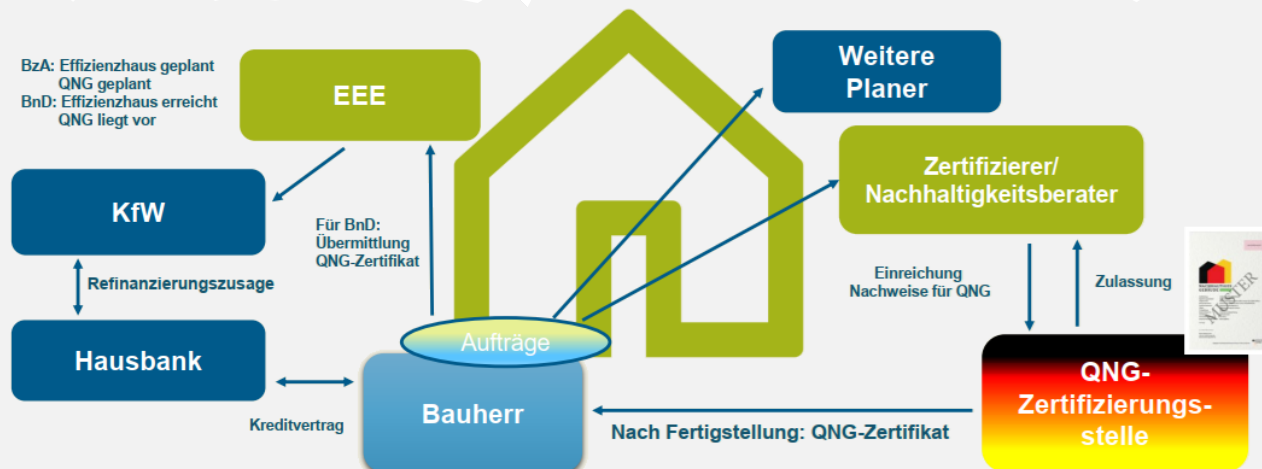 BzA: Effizienzhaus geplant
QNG geplant
BnD: Effizienzhaus erreicht
QNG liegt vor
EEE
Weitere
Planer
Zertifizierer/
Nachhaltigkeitsberater
KfW
Für BnD:
Übermittlung
QNG-Zertifikat
Refinanzierungszusage
Einreichung
Nachweise für QNG
Zulassung
MUSTER
Hausbank
Aufträge
Bauherr
Kreditvertrag
Nach Fertigstellung: QNG-Zertifikat
QNG-
Zertifizierungs-
stelle